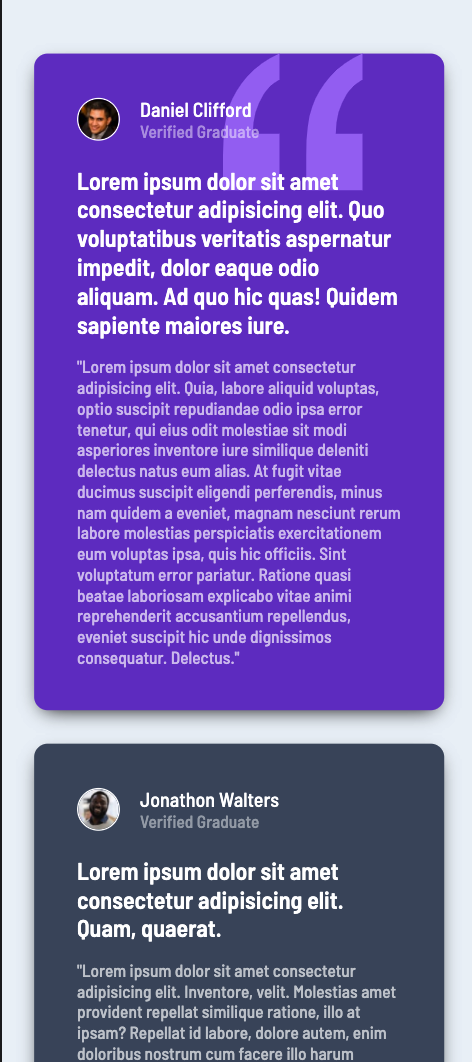 Daniel Clifford
Verified Graduate
Lorem ipsum dolor sit amet
consectetur adipisicing elit. Quo
voluptatibus veritatis aspernatur
impedit, dolor eaque odio
aliquam. Ad quo hic quas! Quidem
sapiente maiores iure.
"Lorem ipsum dolor sit amet consectetur
adipisicing elit. Quia, labore aliquid voluptas,
optio suscipit repudiandae odio ipsa error
tenetur, qui eius odit molestiae sit modi
asperiores inventore iure similique deleniti
delectus natus eum alias. At fugit vitae
ducimus suscipit eligendi perferendis, minus
nam quidem a eveniet, magnam nesciunt rerum
labore molestias perspiciatis exercitationem
eum voluptas ipsa, quis hic officiis. Sint
voluptatum error pariatur. Ratione quasi
beatae laboriosam explicabo vitae animi
reprehenderit accusantium repellendus,
eveniet suscipit hic unde dignissimos
consequatur. Delectus."
Jonathon Walters
Verified Graduate
Lorem ipsum dolor sit amet
consectetur adipisicing elit.
Quam, quaerat.
"Lorem ipsum dolor sit amet consectetur
adipisicing elit. Inventore, velit. Molestias amet
provident repellat similique ratione, illo at
ipsam? Repellat id labore, dolore autem, enim
doloribus nostrum cum facere illo harum